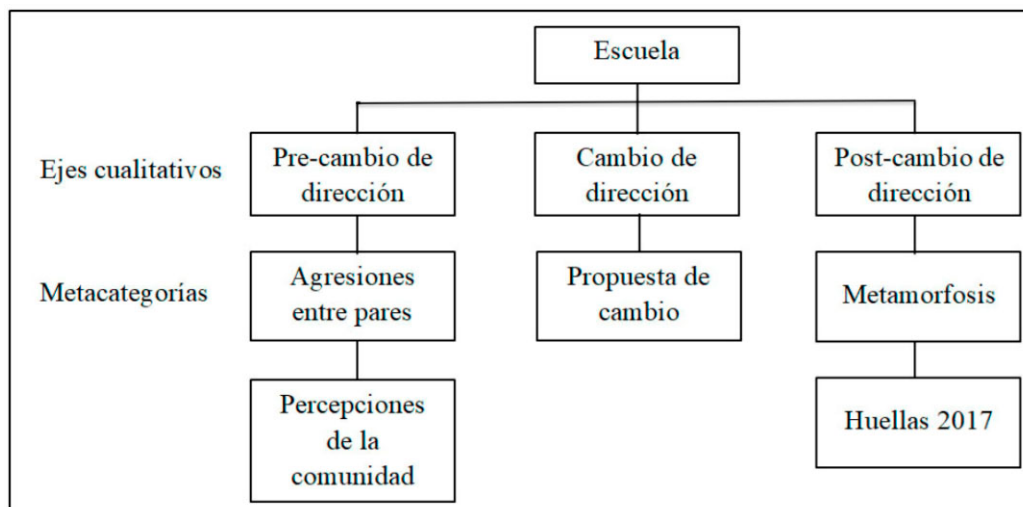 Escuela
Ejes cualitativos
Pre-cambio de
dirección
Cambio de
dirección
Post-cambio de
dirección
Metacategorías
Agresiones
entre pares
Propuesta de
cambio
Metamorfosis
Percepciones
de la
comunidad
Huellas 2017